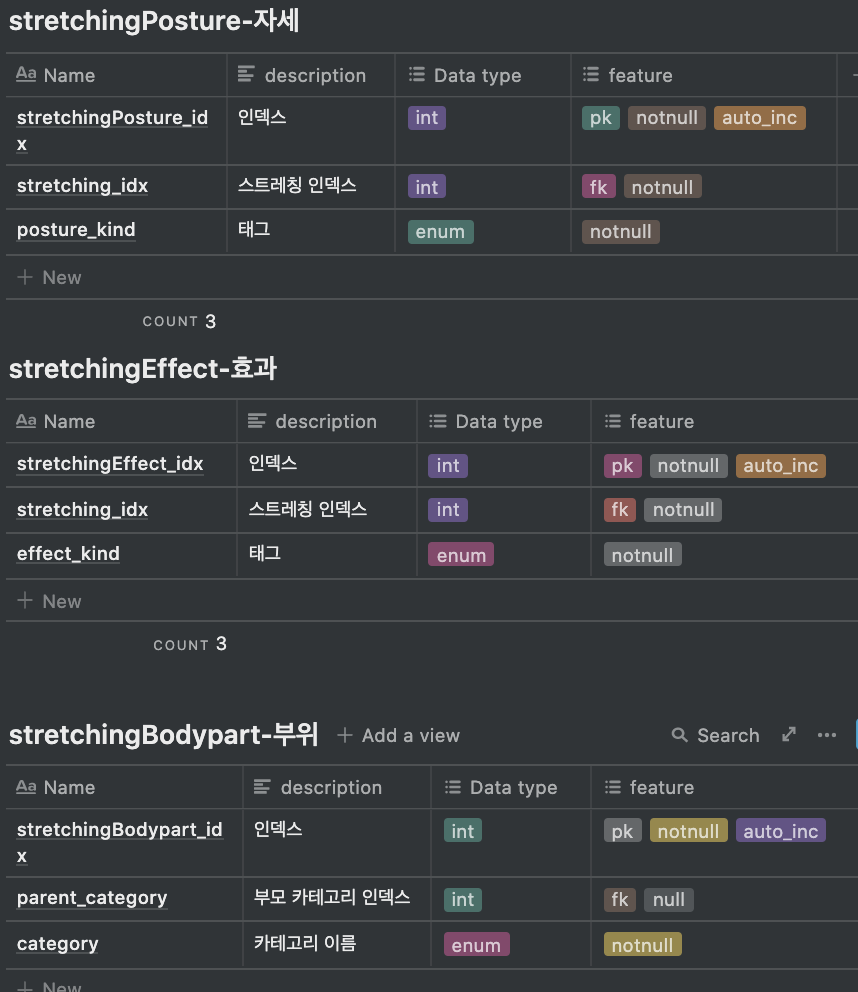 stretchingPosture-자세
Aa Name description Data type feature
stretchingPosture_id 인덱스 int pk notnull auto_inc
x
stretching_idx 스트레칭 인덱스 int fk notnull
posture_kind 태그 enum notnull
+ New
COUNT 3
stretchingEffect-효과
Aa Name description Data type feature
stretchingEffect_idx 인덱스 int pk notnull auto_inc
stretching_idx 스트레칭 인덱스 int fk notnull
effect_kind 태그 enum notnull
+ New
COUNT 3
stretchingBodypart-부위 + Add a view Search
Aa Name description Data type feature
stretchingBodypart_id 인덱스 int pk notnull auto_inc
x
parent_category 부모 카테고리 인덱스 int fk null
category 카테고리 이름 enum notnull
+ New